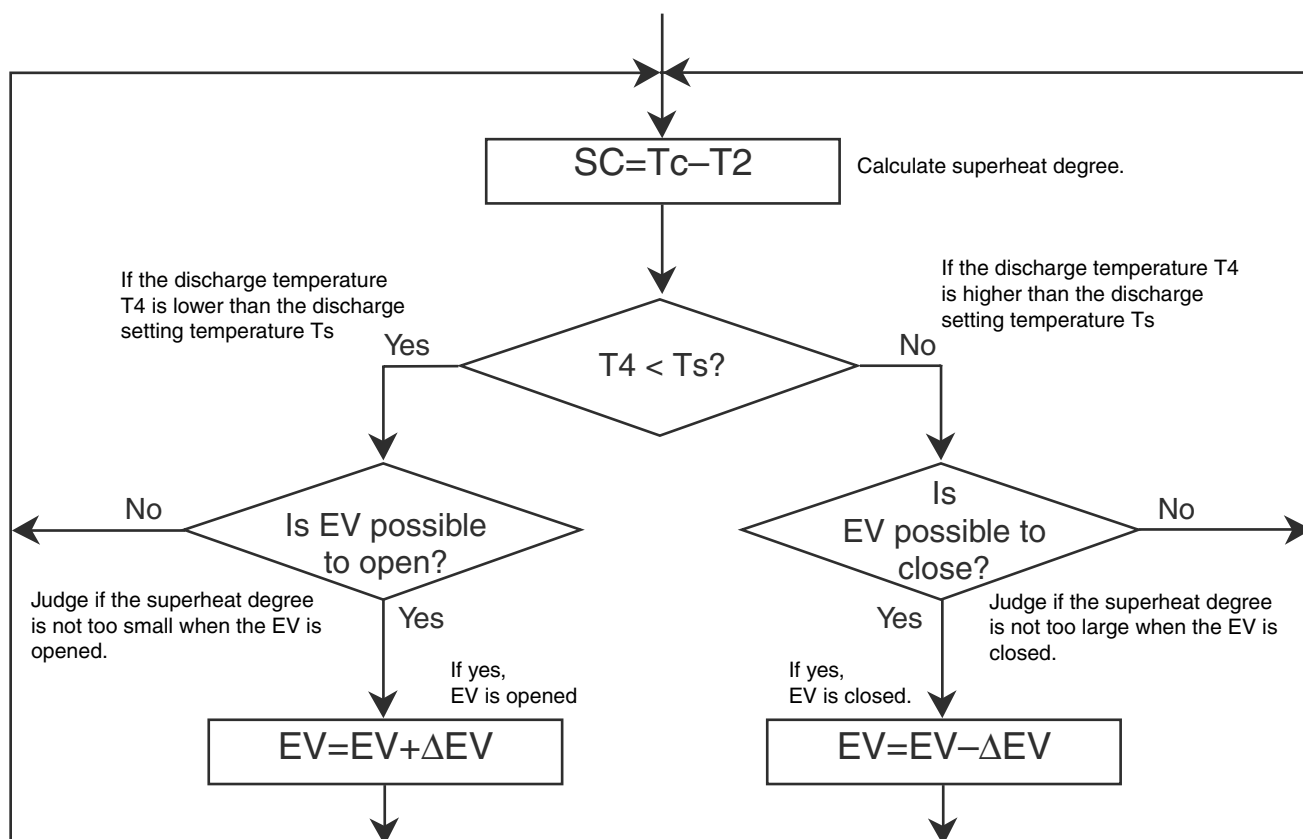 SC=Tc–T2
Calculate superheat degree.
If the discharge temperature
T4 is lower than the discharge
setting temperature Ts
If the discharge temperature T4
is higher than the discharge
setting temperature Ts
Yes
T4 < Ts?
No
No
Is EV possible
to open?
Is
EV possible to
close?
No
Judge if the superheat degree
is not too small when the EV is
opened.
Yes
Yes
Judge if the superheat degree
is not too large when the EV is
closed.
If yes,
EV is opened
If yes,
EV is closed.
EV=EV+ΔEV
EV=EV–ΔEV